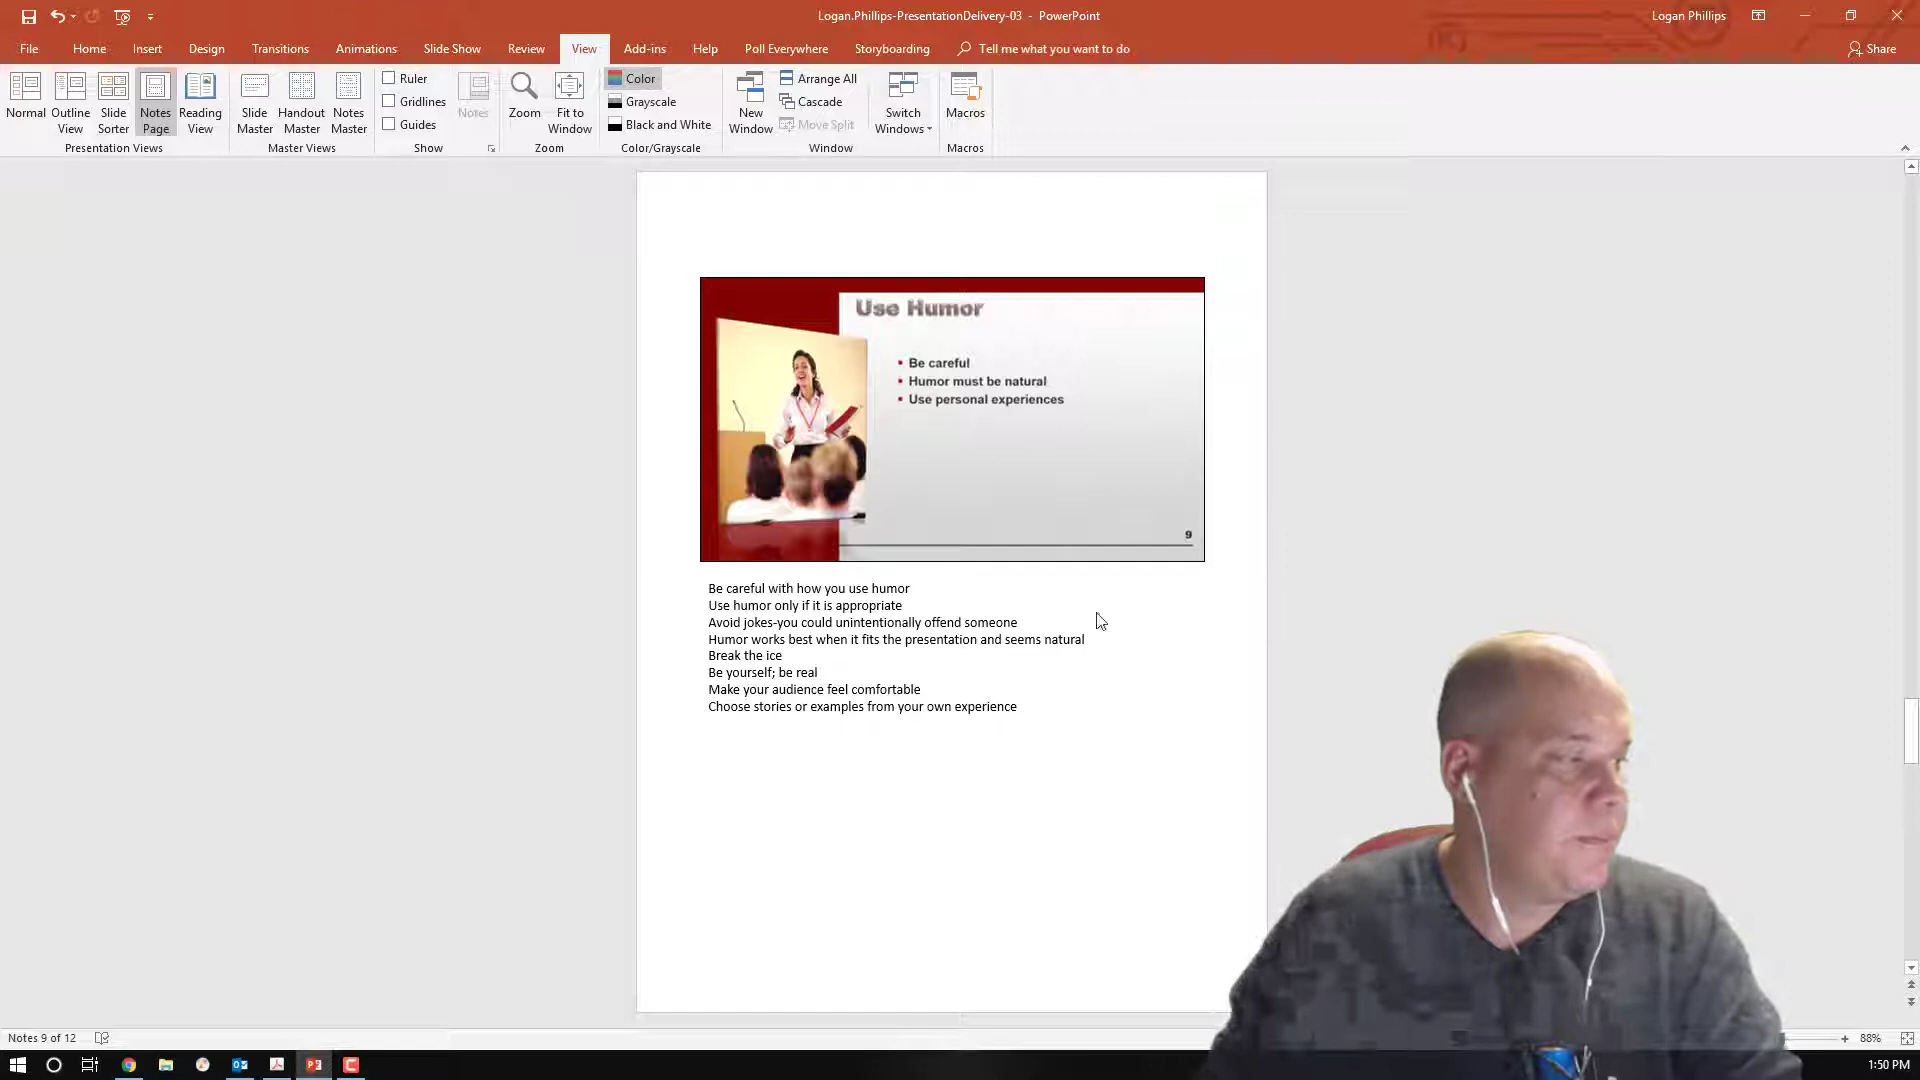 Logan.Phillips-PresentationDelivery-03 - PowerPoint
Logan Phillips
File Home Insert Design Transitions Animations Slide Show Review View Add-ins Help Poll Everywhere Storyboarding Tell me what you want to do Share
Normal Outline View Slide Sorter Notes Page Reading View
Presentation Views
Slide Master Handout Master Notes Master
Master Views
Ruler
Gridlines
Guides
Notes
Show
Zoom Fit to Window
Zoom
Color
Grayscale
Black and White
Color/Grayscale
New Window
Arrange All
Cascade
Move Split
Switch Windows
Window
Macros
Macros
Use Humor
Be careful
Humor must be natural
Use personal experiences
9
Be careful with how you use humor
Use humor only if it is appropriate
Avoid jokes-you could unintentionally offend someone
Humor works best when it fits the presentation and seems natural
Break the ice
Be yourself; be real
Make your audience feel comfortable
Choose stories or examples from your own experience
Notes 9 of 12
88%
1:50 PM